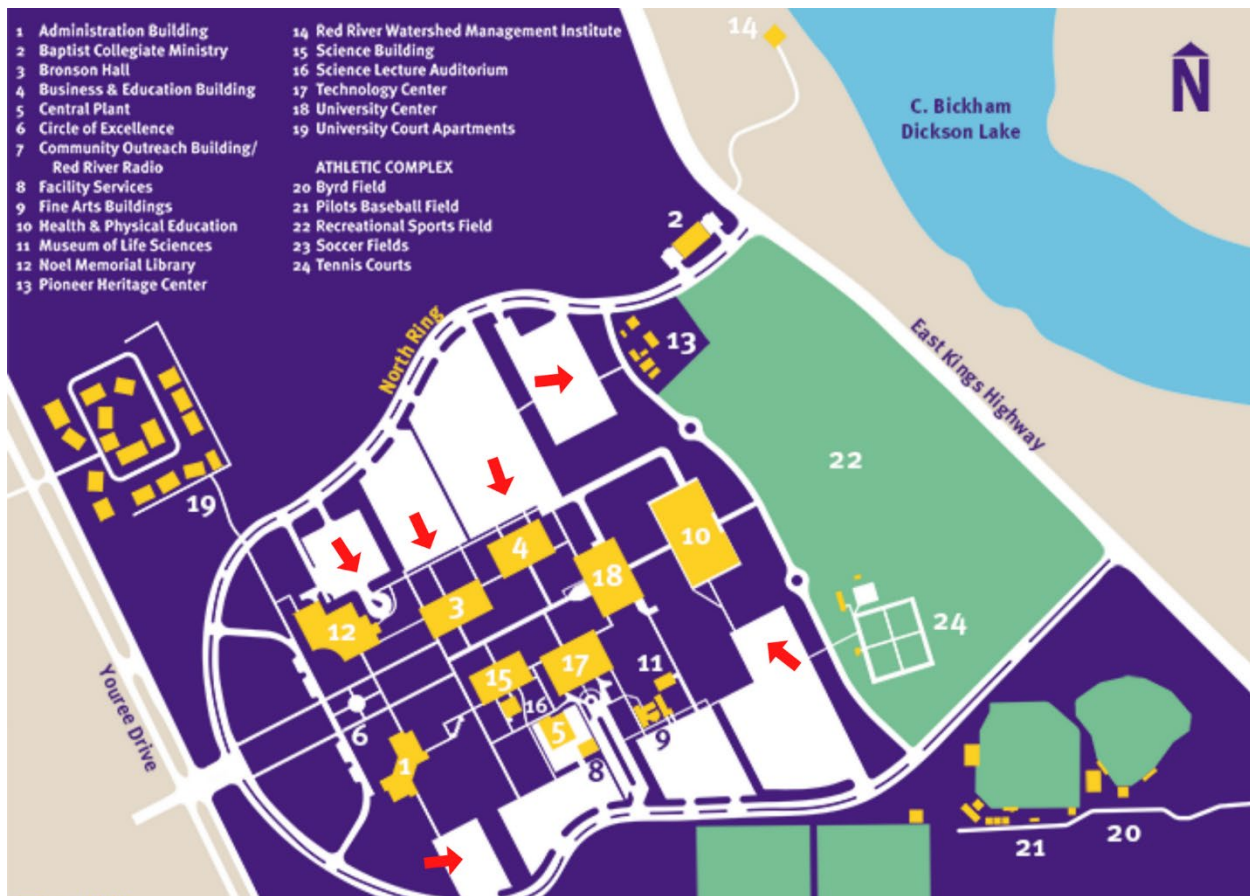 1 Administration Building
2 Baptist Collegiate Ministry
3 Bronson Hall
4 Business & Education Building
5 Central Plant
6 Circle of Excellence
7 Community Outreach Building/
Red River Radio
8 Facility Services
9 Fine Arts Buildings
10 Health & Physical Education
11 Museum of Life Sciences
12 Noel Memorial Library
13 Pioneer Heritage Center
14 Red River Watershed Management Institute
15 Science Building
16 Science Lecture Auditorium
17 Technology Center
18 University Center
19 University Court Apartments
ATHLETIC COMPLEX
20 Byrd Field
21 Pilots Baseball Field
22 Recreational Sports Field
23 Soccer Fields
24 Tennis Courts
14
N
C. Bickham
Dickson Lake
2
North Ring
13
East Kings Highway
22
19
4
10
18
3
12
24
Youree Drive
15
17
11
16
6
5
9
1
8
21
20